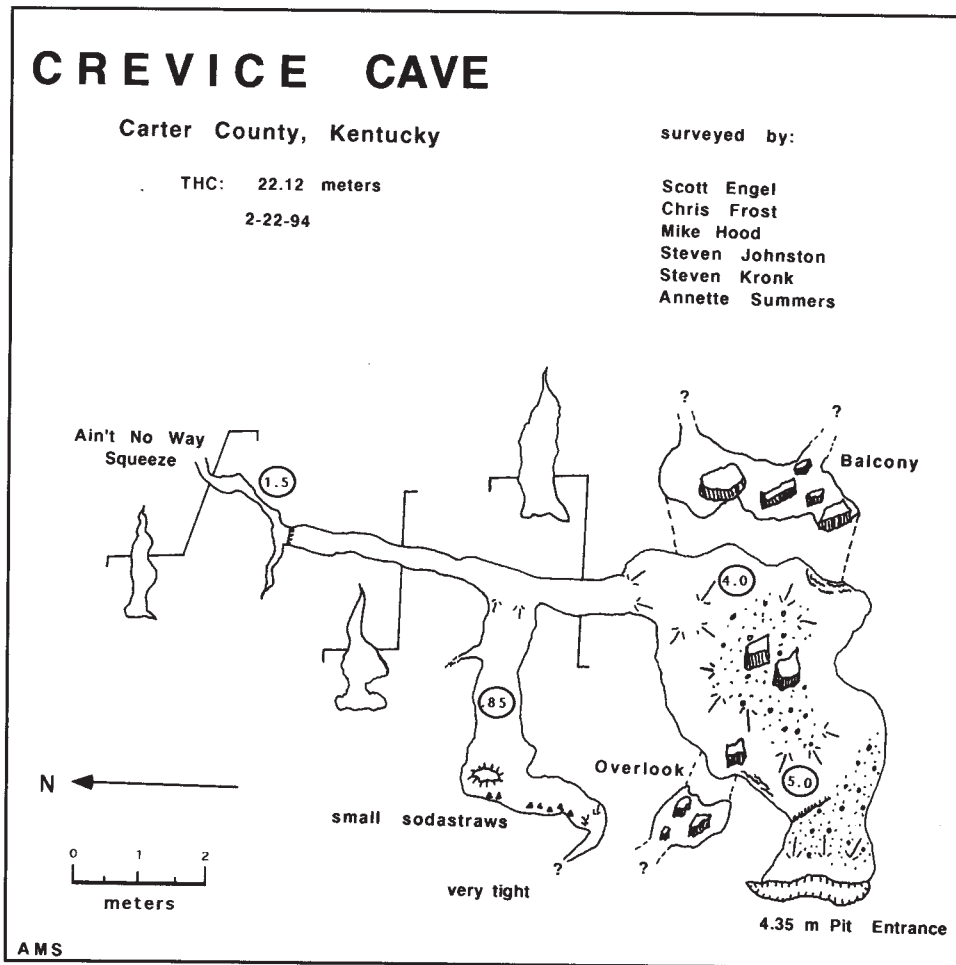 CREVICE CAVE
Carter County, Kentucky
THC: 22.12 meters
2-22-94
surveyed by:
Scott Engel
Chris Frost
Mike Hood
Steven Johnston
Steven Kronk
Annette Summers
?
?
Ain't No Way
Squeeze
1.5
Balcony
4.0
.85
Overlook
5.0
N
small sodastraws
?
?
0 1 2
meters
very tight
4.35 m Pit Entrance
AMS